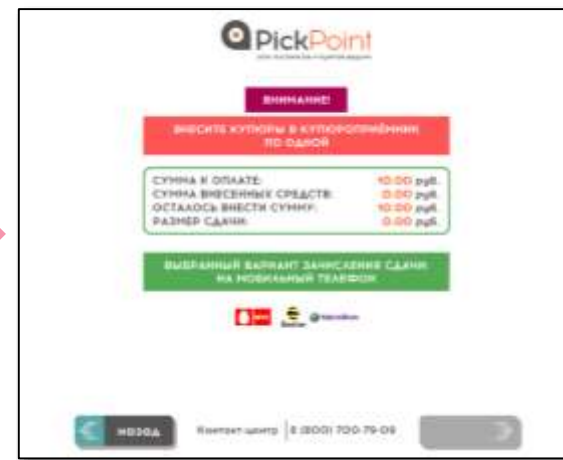 PickPoint
ВНИМАНИЕ!
ВНЕСИТЕ КУПЮРЫ В КУПЮРОПРИЁМНИК
ПО ОДНОЙ
СУММА К ОПЛАТЕ: 10.00 руб.
СУММА ВНЕСЕННЫХ СРЕДСТВ: 0.00 руб.
ОСТАЛОСЬ ВНЕСТИ СУММУ: 10.00 руб.
РАЗМЕР СДАЧИ: 0.00 руб.
ВЫБРАННЫЙ ВАРИАНТ ЗАЧИСЛЕНИЯ СДАЧИ
НА МОБИЛЬНЫЙ ТЕЛЕФОН
НАЗАД Контакт-центр 8 (800) 700-79-09